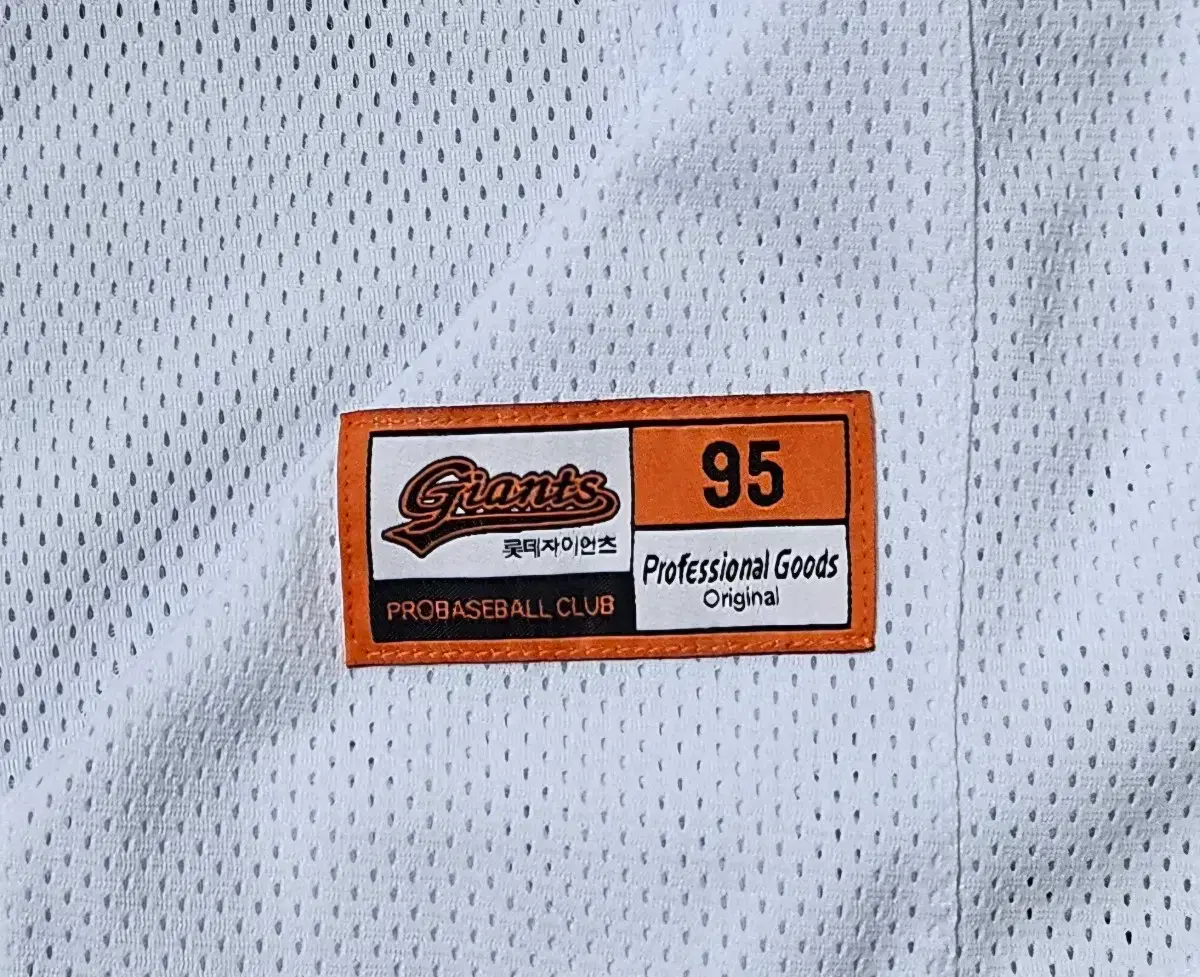 Giants
롯데자이언츠
PROBASEBALL CLUB
95
Professional Goods
Original